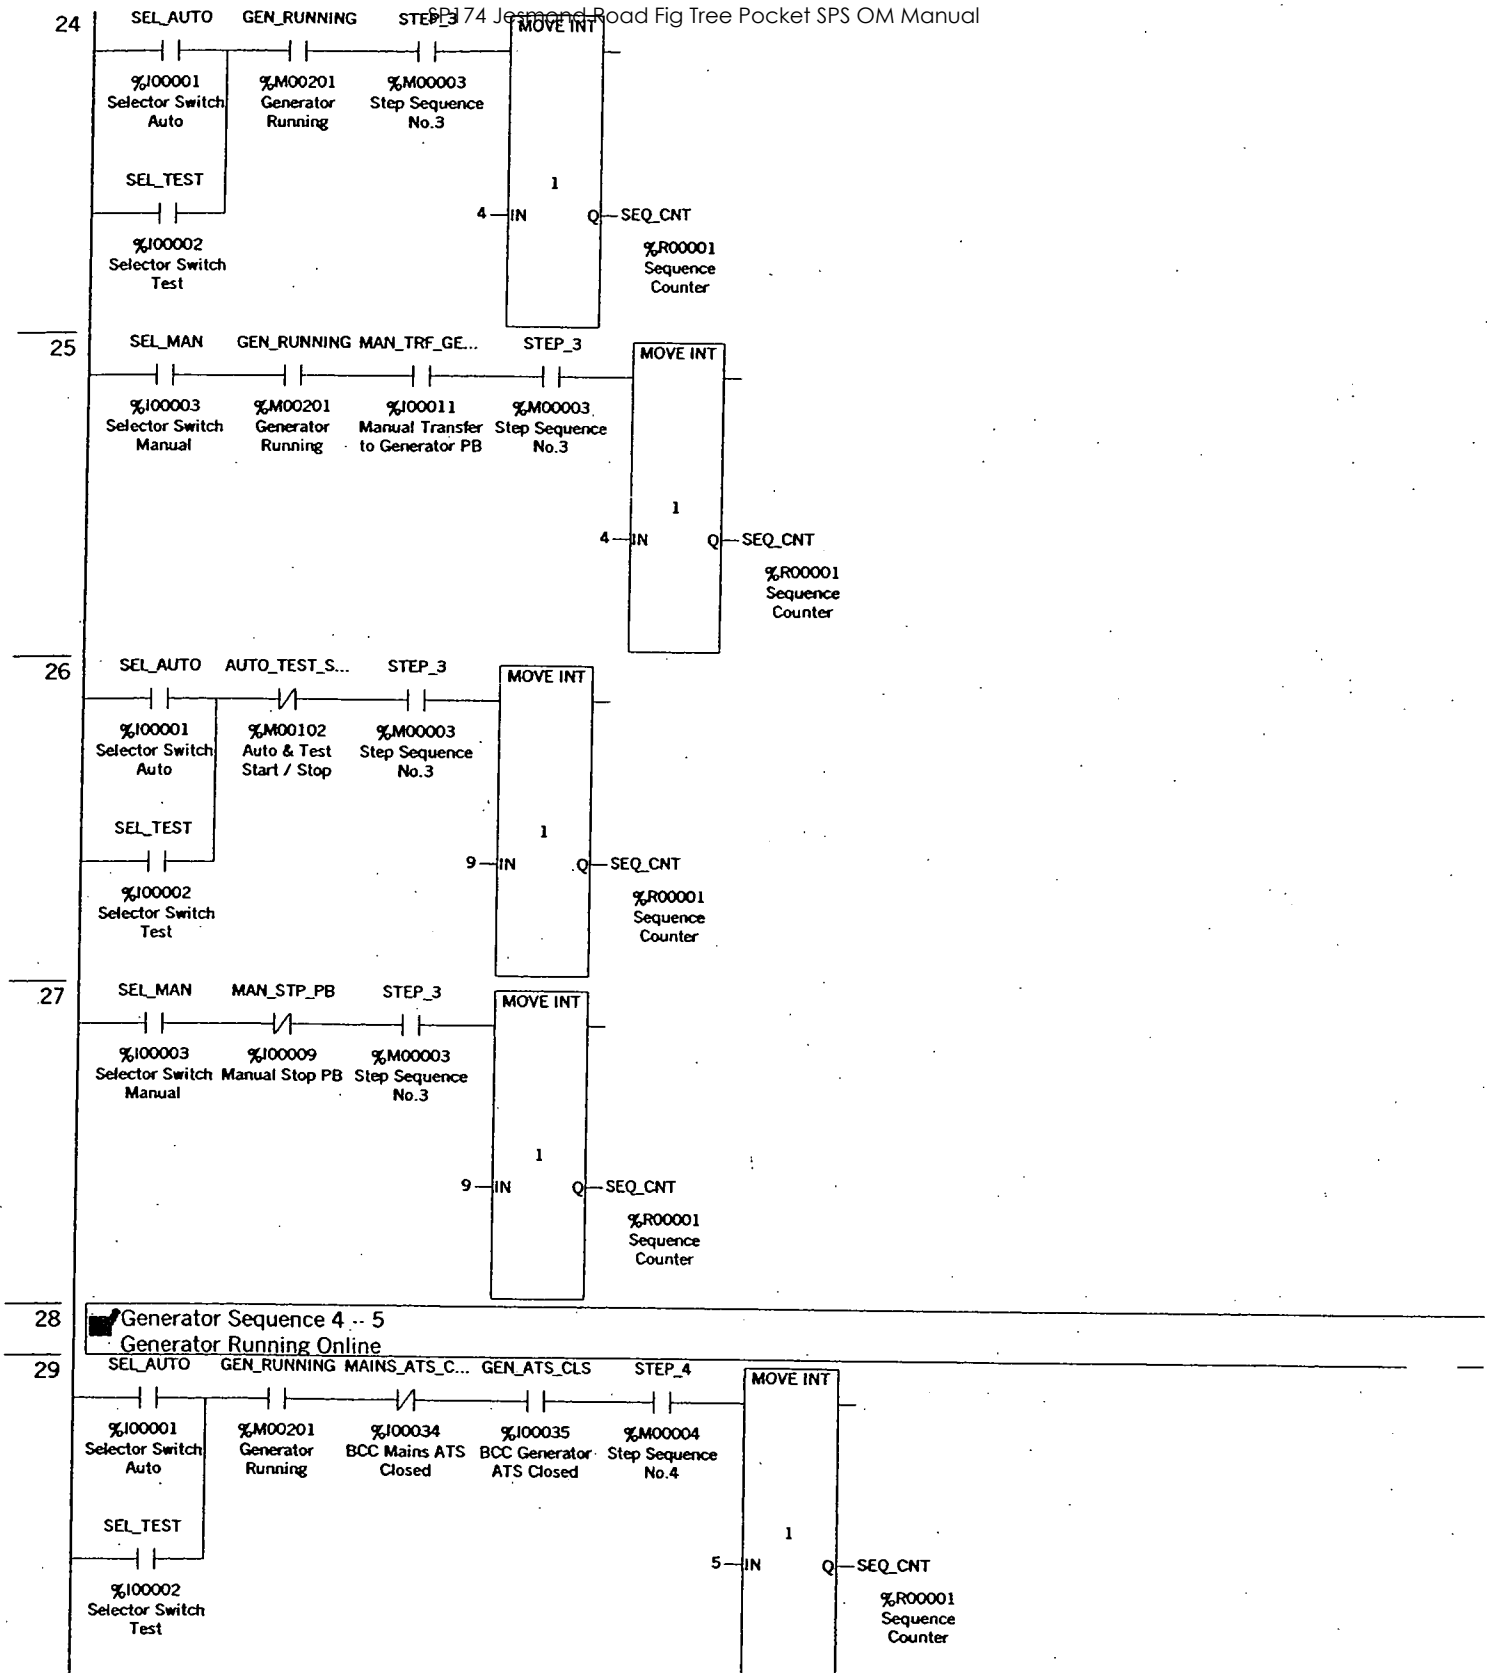 SP174 Jesmond Road Fig Tree Pocket SPS OM Manual
24
SEL_AUTO GEN_RUNNING STEP_3 MOVE INT
%I00001 %M00201 %M00003
Selector Switch Generator Step Sequence
Auto Running No.3
SEL_TEST 1
4 IN Q SEQ_CNT
%I00002 %R00001
Selector Switch Sequence
Test Counter
25
SEL_MAN GEN_RUNNING MAN_TRF_GE... STEP_3 MOVE INT
%I00003 %M00201 %I00011 %M00003
Selector Switch Generator Manual Transfer Step Sequence
Manual Running to Generator PB No.3
1
4 IN Q SEQ_CNT
%R00001
Sequence
Counter
26
SEL_AUTO AUTO_TEST_S... STEP_3 MOVE INT
%I00001 %M00102 %M00003
Selector Switch Auto & Test Step Sequence
Auto Start / Stop No.3
SEL_TEST 1
9 IN Q SEQ_CNT
%I00002 %R00001
Selector Switch Sequence
Test Counter
27
SEL_MAN MAN_STP_PB STEP_3 MOVE INT
%I00003 %I00009 %M00003
Selector Switch Manual Stop PB Step Sequence
Manual No.3
1
9 IN Q SEQ_CNT
%R00001
Sequence
Counter
28
Generator Sequence 4 -- 5
Generator Running Online
29
SEL_AUTO GEN_RUNNING MAINS_ATS_C... GEN_ATS_CLS STEP_4 MOVE INT
%I00001 %M00201 %I00034 %I00035 %M00004
Selector Switch Generator BCC Mains ATS BCC Generator Step Sequence
Auto Running Closed ATS Closed No.4
SEL_TEST 1
5 IN Q SEQ_CNT
%I00002 %R00001
Selector Switch Sequence
Test Counter